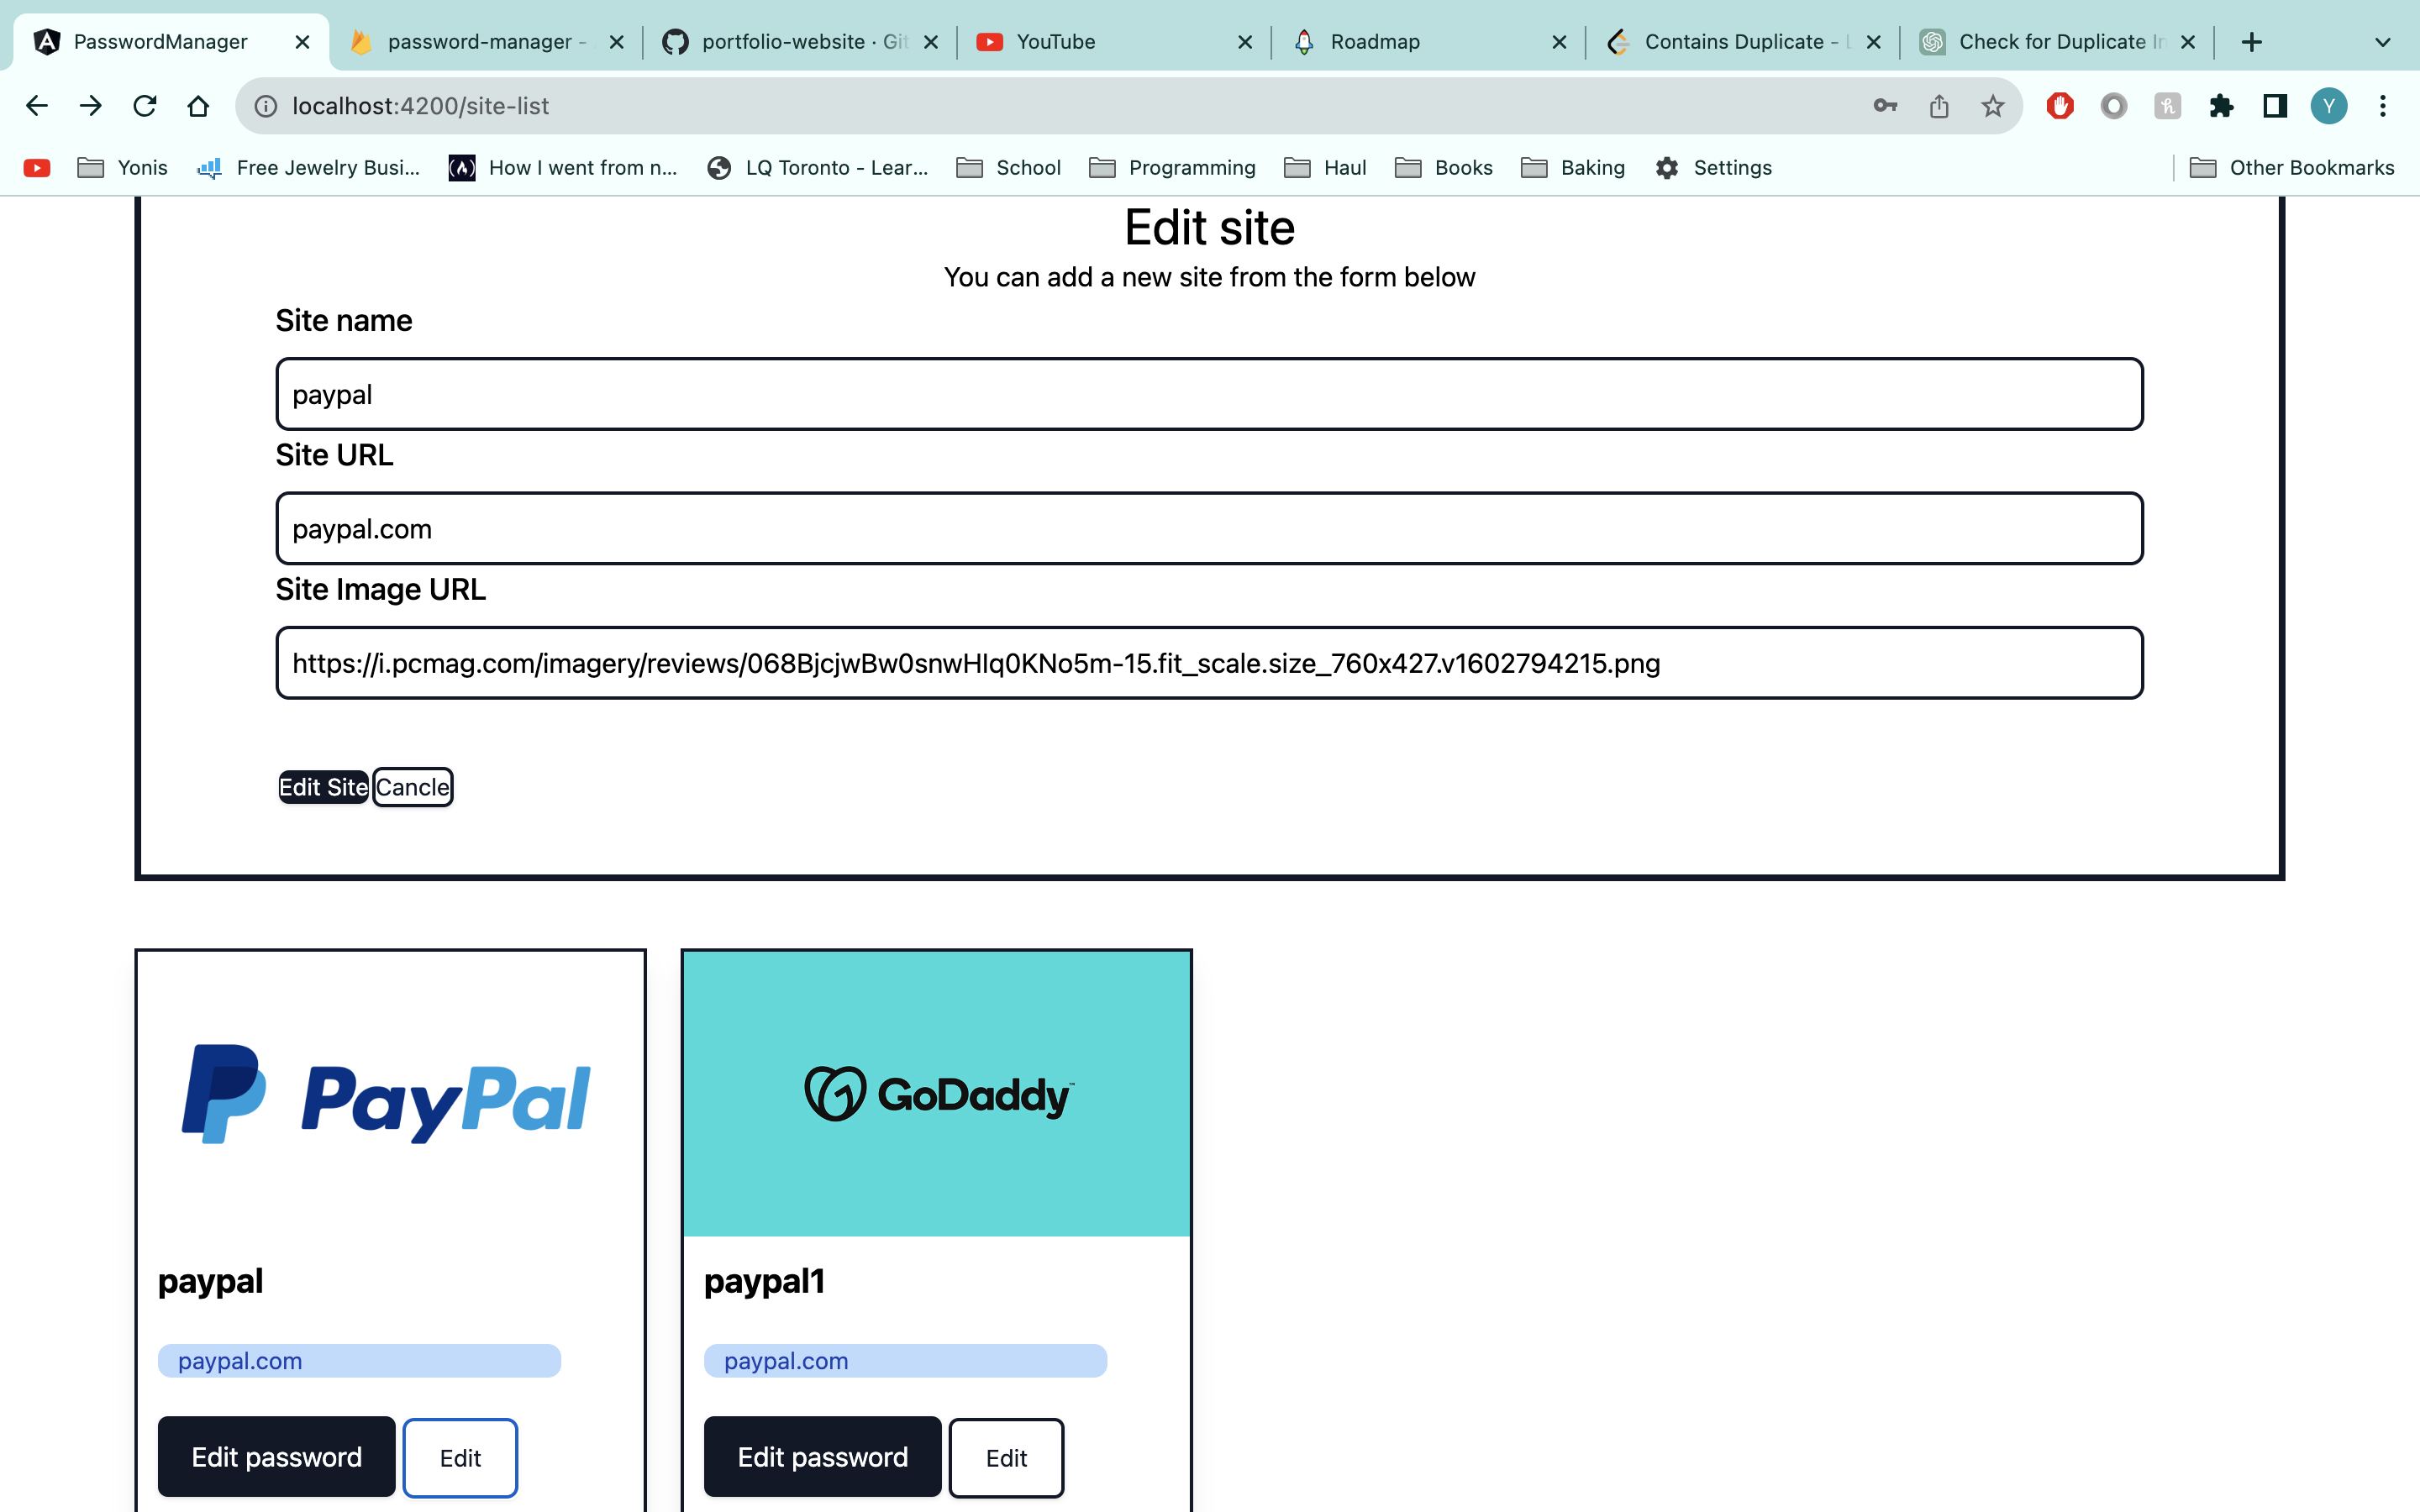 PasswordManager password-manager - portfolio-website · Git YouTube Roadmap Contains Duplicate - L Check for Duplicate In
localhost:4200/site-list Y
Yonis Free Jewelry Busi... How I went from n... LQ Toronto - Lear... School Programming Haul Books Baking Settings Other Bookmarks
Edit site
You can add a new site from the form below
Site name
paypal
Site URL
paypal.com
Site Image URL
https://i.pcmag.com/imagery/reviews/068BjcjwBw0snwHIq0KNo5m-15.fit_scale.size_760x427.v1602794215.png
Edit Site Cancle
PayPal GoDaddy™
paypal paypal1
paypal.com paypal.com
Edit password Edit Edit password Edit